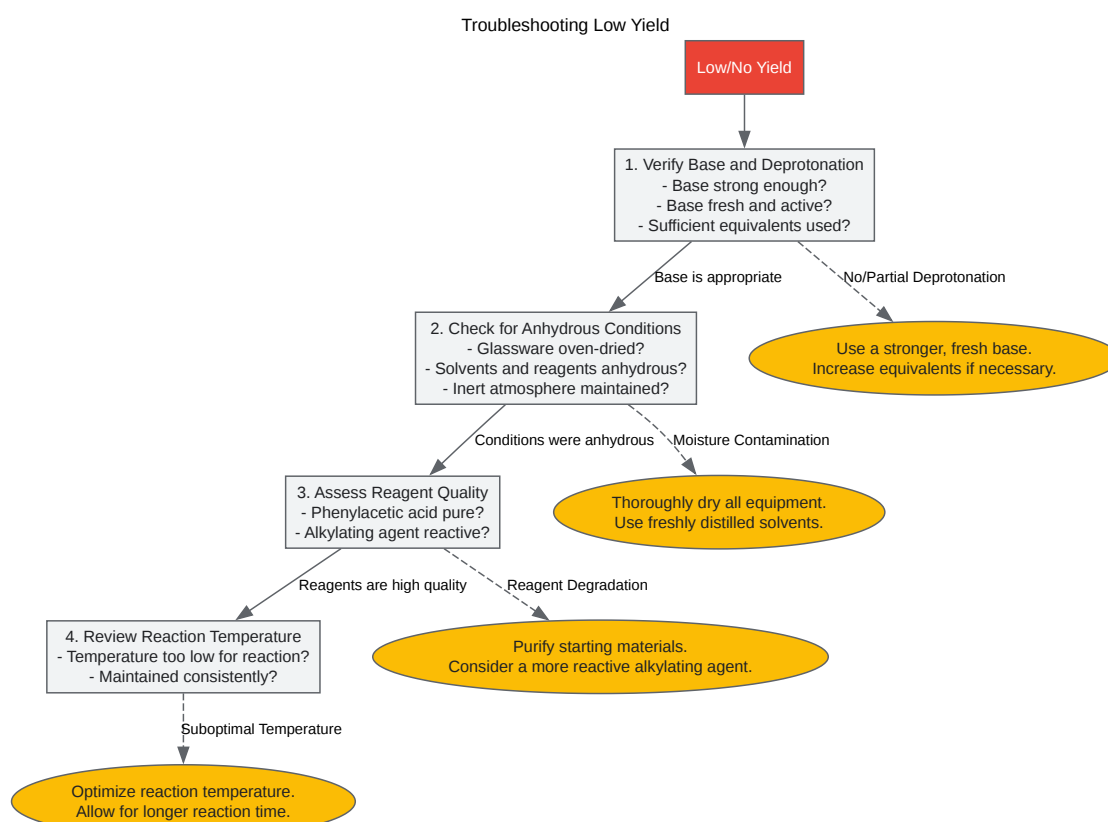 Troubleshooting Low Yield
Low/No Yield
1. Verify Base and Deprotonation
- Base strong enough?
- Base fresh and active?
- Sufficient equivalents used?
Base is appropriate
No/Partial Deprotonation
2. Check for Anhydrous Conditions
- Glassware oven-dried?
- Solvents and reagents anhydrous?
- Inert atmosphere maintained?
Use a stronger, fresh base.
Increase equivalents if necessary.
Conditions were anhydrous
Moisture Contamination
3. Assess Reagent Quality
- Phenylacetic acid pure?
- Alkylating agent reactive?
Thoroughly dry all equipment.
Use freshly distilled solvents.
Reagents are high quality
Reagent Degradation
4. Review Reaction Temperature
- Temperature too low for reaction?
- Maintained consistently?
Purify starting materials.
Consider a more reactive alkylating agent.
Suboptimal Temperature
Optimize reaction temperature.
Allow for longer reaction time.